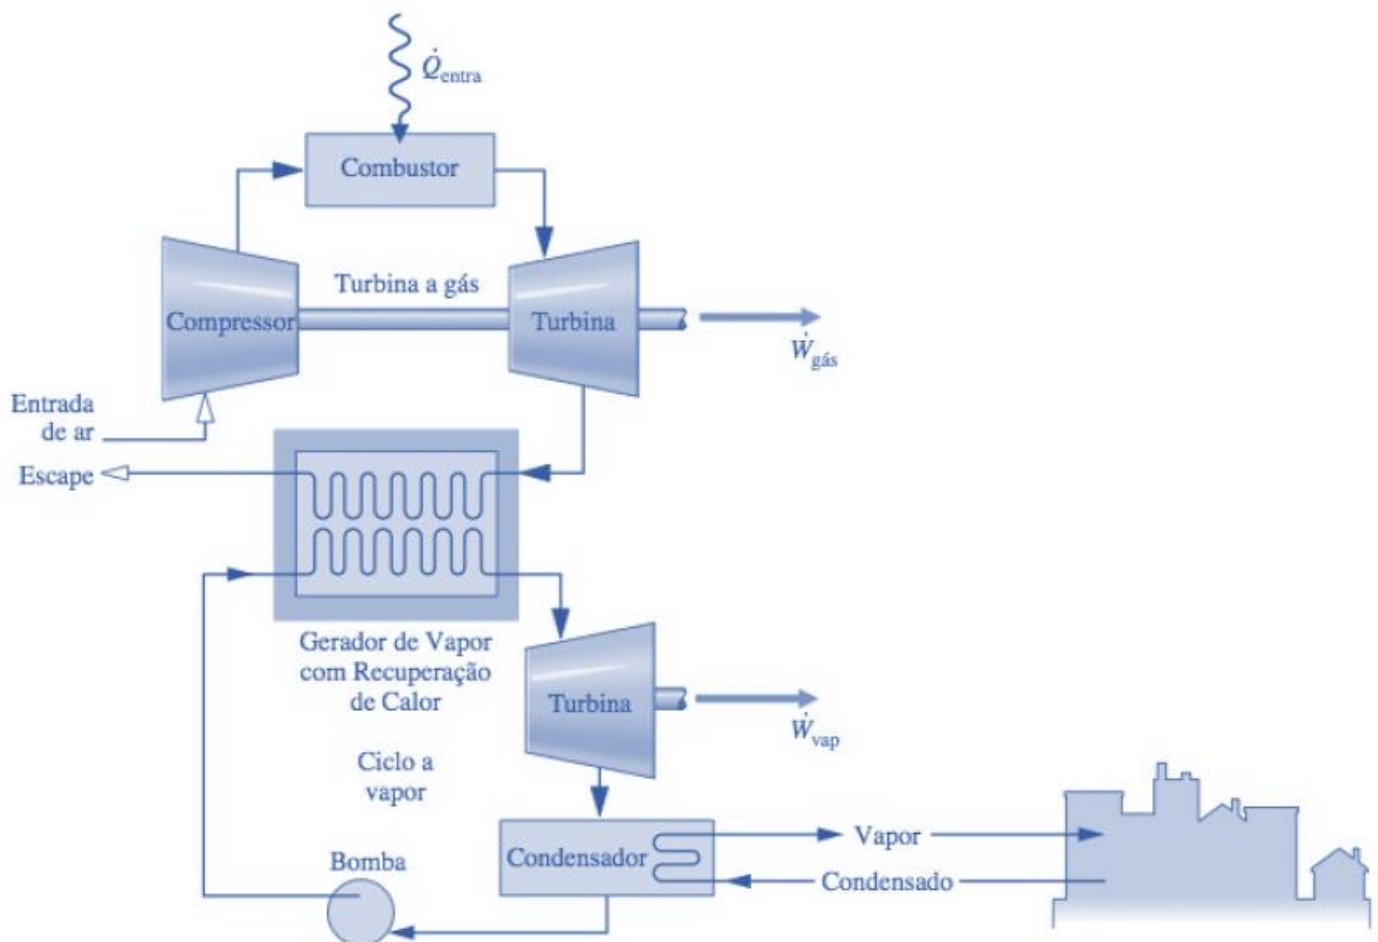 Q̇entra
Combustor
Turbina a gás
Compressor
Turbina
Ẇgás
Entrada
de ar
Escape
Gerador de Vapor
com Recuperação
de Calor
Turbina
Ẇvap
Ciclo a
vapor
Vapor
Condensador
Condensado
Bomba